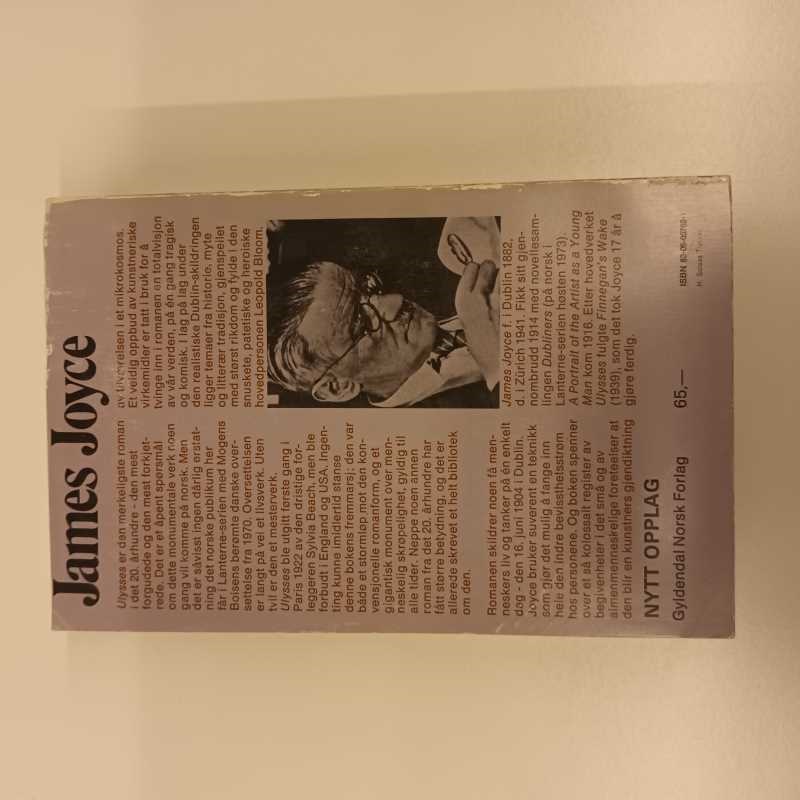 James Joyce
Ulysses er den merkeligste roman
i det 20. århundre - den mest
forgudede og den mest forkjet-
rede. Det er et åpent spørsmål
om dette monumentale verk noen
gang vil komme på norsk. Men
det er såvisst ingen dårlig erstat-
ning det norske publikum her
får i Lanterne-serien med Mogens
Boisens berømte danske over-
settelse fra 1970. Oversettelsen
er langt på vei et livsverk. Uten
tvil er den et mesterverk.
Ulysses ble utgitt første gang i
Paris 1922 av den dristige for-
leggeren Sylvia Beach, men ble
forbudt i England og USA. Ingen-
ting kunne imidlertid stanse
denne bokens fremmarsj; den var
både et stormløp mot den kon-
vensjonelle romanform, og et
gigantisk monument over men-
neskelig skrøpelighet, gyldig til
alle tider. Neppe noen annen
roman fra det 20. århundre har
fått større betydning, og det er
allerede skrevet et helt bibliotek
om den.
Romanen skildrer noen få men-
neskers liv og tanker på én enkelt
dag - den 16. juni 1904 i Dublin.
Joyce bruker suverent en teknikk
som gjør det mulig å fange inn
hele den indre bevissthetsstrøm
hos personene. Og boken spenner
over et så kolossalt register av
begivenheter i det små og av
almenmenneskelige foreteelser at
den blir en kunstners gjendiktning
av tilværelsen i et mikrokosmos.
Et veldig oppbud av kunstneriske
virkemidler er tatt i bruk for å
tvinge inn i romanen en totalvisjon
av vår verden, på én gang tragisk
og komisk. I lag på lag under
den realistiske Dublin-skildringen
ligger temaer fra historie, myte
og litterær tradisjon, gjenspeilet
med størst rikdom og fylde i den
snuskete, patetiske og heroiske
hovedpersonen Leopold Bloom.
James Joyce f. i Dublin 1882,
d. i Zürich 1941. Fikk sitt gjen-
nombrudd 1914 med novellesam-
lingen Dubliners (på norsk i
Lanterne-serien høsten 1973).
A Portrait of the Artist as a Young
Man kom 1916. Etter hovedverket
Ulysses fulgte Finnegan's Wake
(1939), som det tok Joyce 17 år å
gjøre ferdig.
NYTT OPPLAG
Gyldendal Norsk Forlag
65,—
ISBN 82-05-00702-1